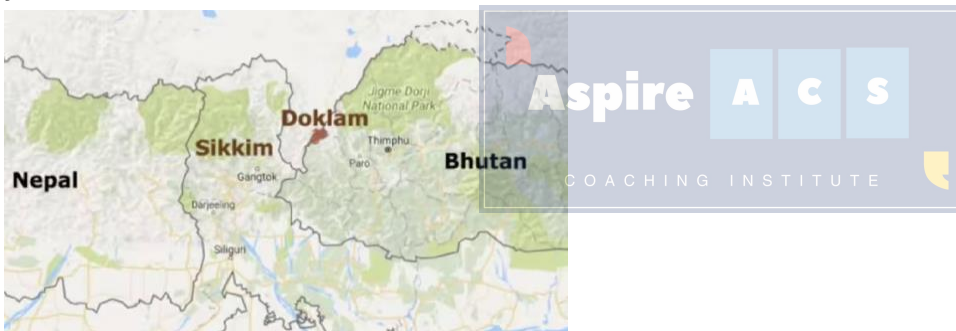 Jigme Dorji
National Park
Doklam
Thimphu
Sikkim
Paro
Bhutan
Gangtok
Nepal
Darjeeling
Siliguri
Aspire A C S
COACHING INSTITUTE